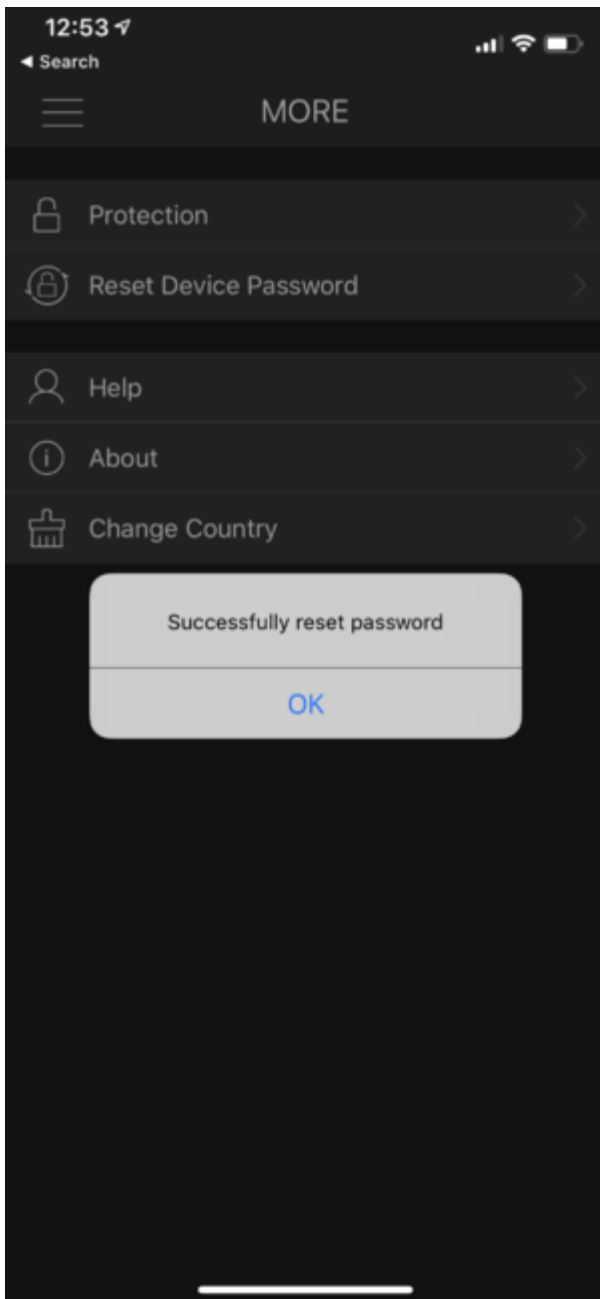 12:53
◀ Search
MORE
Protection
Reset Device Password
Help
About
Change Country
Successfully reset password
OK